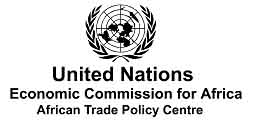 United Nations
Economic Commission for Africa
African Trade Policy Centre